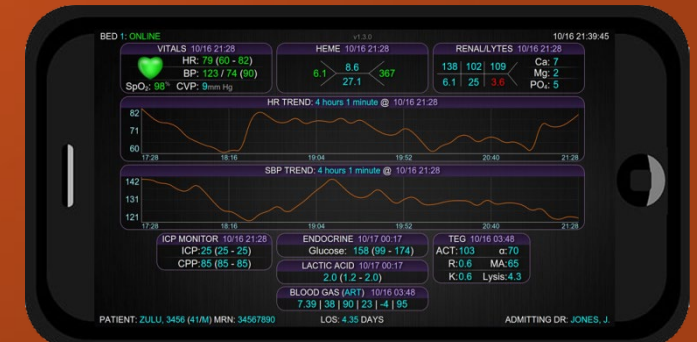 BED 1: ONLINE
v1.3.0
10/16 21:39:45
VITALS 10/16 21:28
HR: 79 (60 - 82)
BP: 123 / 74 (90)
SpO₂: 98% CVP: 9mm Hg
HEME 10/16 21:28
8.6
6.1 367
27.1
RENAL/LYTES 10/16 21:28
138 102 109
6.1 25 3.6
Ca: 7
Mg: 2
PO₄: 5
HR TREND: 4 hours 1 minute @ 10/16 21:28
82
71
60
17:28 18:16 19:04 19:52 20:40 21:28
SBP TREND: 4 hours 1 minute @ 10/16 21:28
142
131
121
17:28 18:16 19:04 19:52 20:40 21:28
ICP MONITOR 10/16 21:28
ICP:25 (25 - 25)
CPP:85 (85 - 85)
ENDOCRINE 10/17 00:17
Glucose: 158 (99 - 174)
LACTIC ACID 10/17 00:17
2.0 (1.2 - 2.0)
BLOOD GAS (ART) 10/16 03:48
7.39 | 38 | 90 | 23 | -4 | 95
TEG 10/16 03:48
ACT:103 α:70
R:0.6 MA:65
K:0.6 Lysis:4.3
PATIENT: ZULU, 3456 (41/M) MRN: 34567890 LOS: 4.35 DAYS ADMITTING DR: JONES, J.